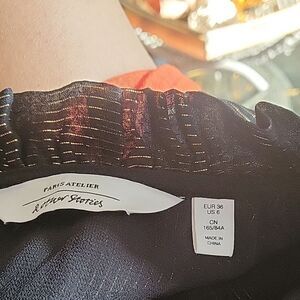 PARIS ATELIER
& Other Stories
EUR 36
US 6
CN
165/84A
MADE IN
CHINA